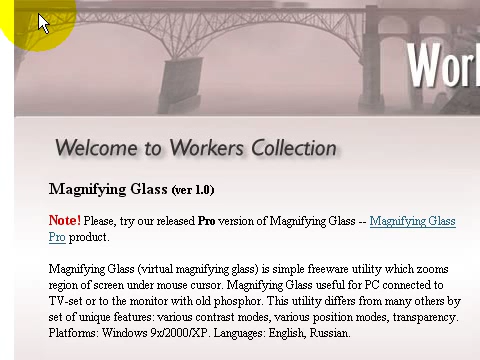 Welcome to Workers Collection
Magnifying Glass (ver 1.0)
Note! Please, try our released Pro version of Magnifying Glass -- Magnifying Glass
Pro product.
Magnifying Glass (virtual magnifying glass) is simple freeware utility which zooms
region of screen under mouse cursor. Magnifying Glass useful for PC connected to
TV-set or to the monitor with old phosphor. This utility differs from many others by
set of unique features: various contrast modes, various position modes, transparency.
Platforms: Windows 9x/2000/XP. Languages: English, Russian.